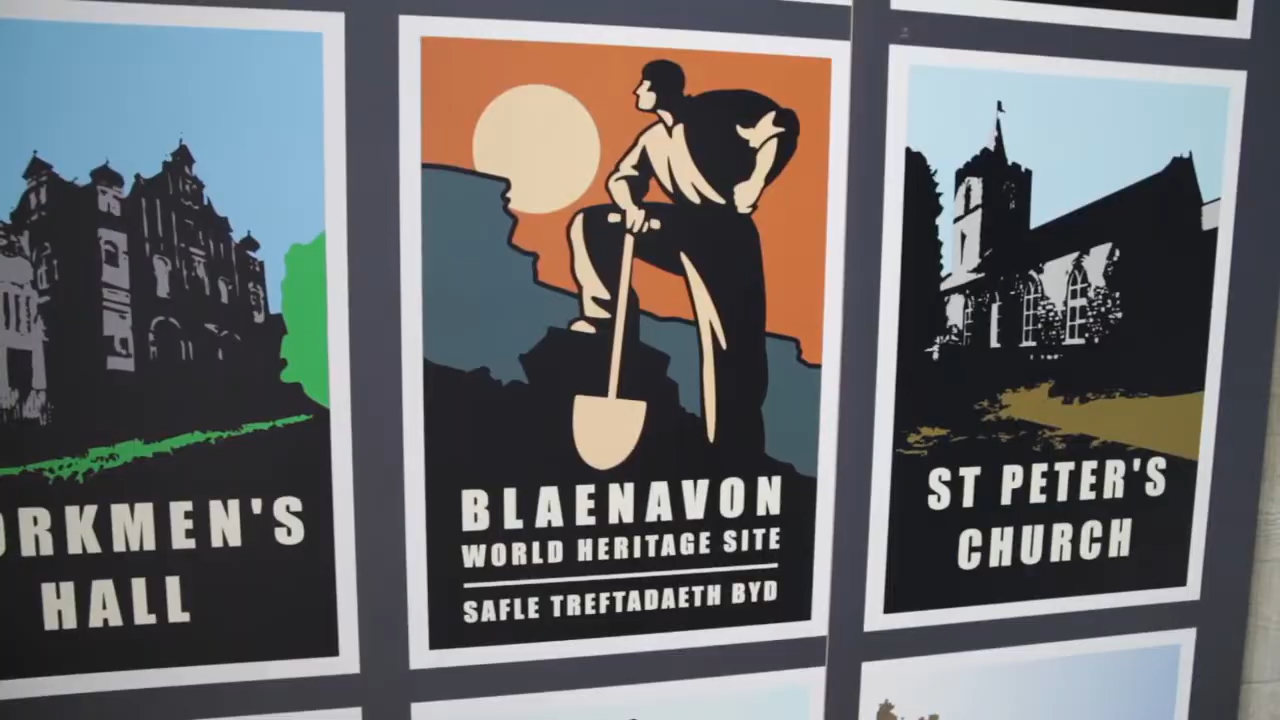 ORKMEN'S
HALL
BLAENAVON
WORLD HERITAGE SITE
SAFLE TREFTADAETH BYD
ST PETER'S
CHURCH